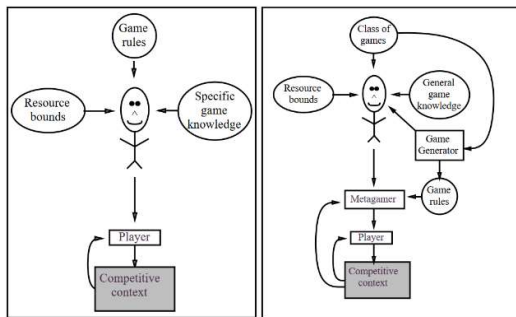 Game
rules
Resource
bounds
Specific
game
knowledge
Player
Competitive
context
Class of
games
Resource
bounds
General
game
knowledge
Game
Generator
Game
rules
Metagamer
Player
Competitive
context